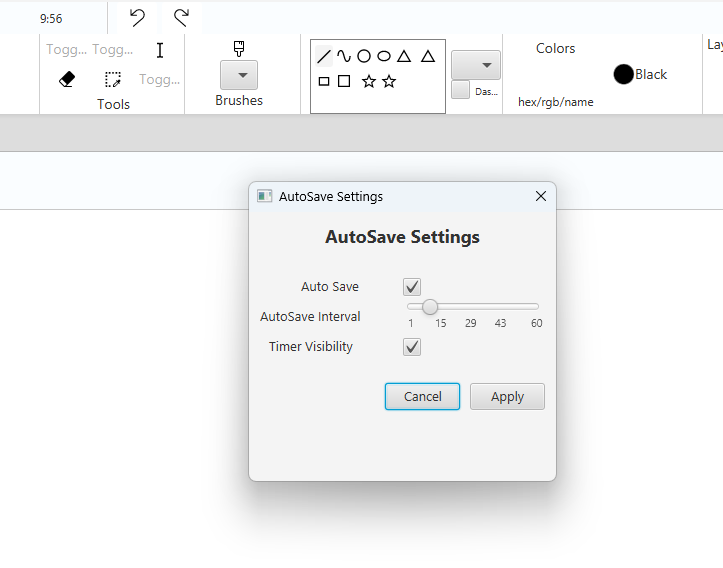 9:56
Togg... Togg...
Togg...
Tools
Brushes
Das...
Colors
Black
hex/rgb/name
Lay
AutoSave Settings
AutoSave Settings
Auto Save
AutoSave Interval
1 15 29 43 60
Timer Visibility
Cancel Apply